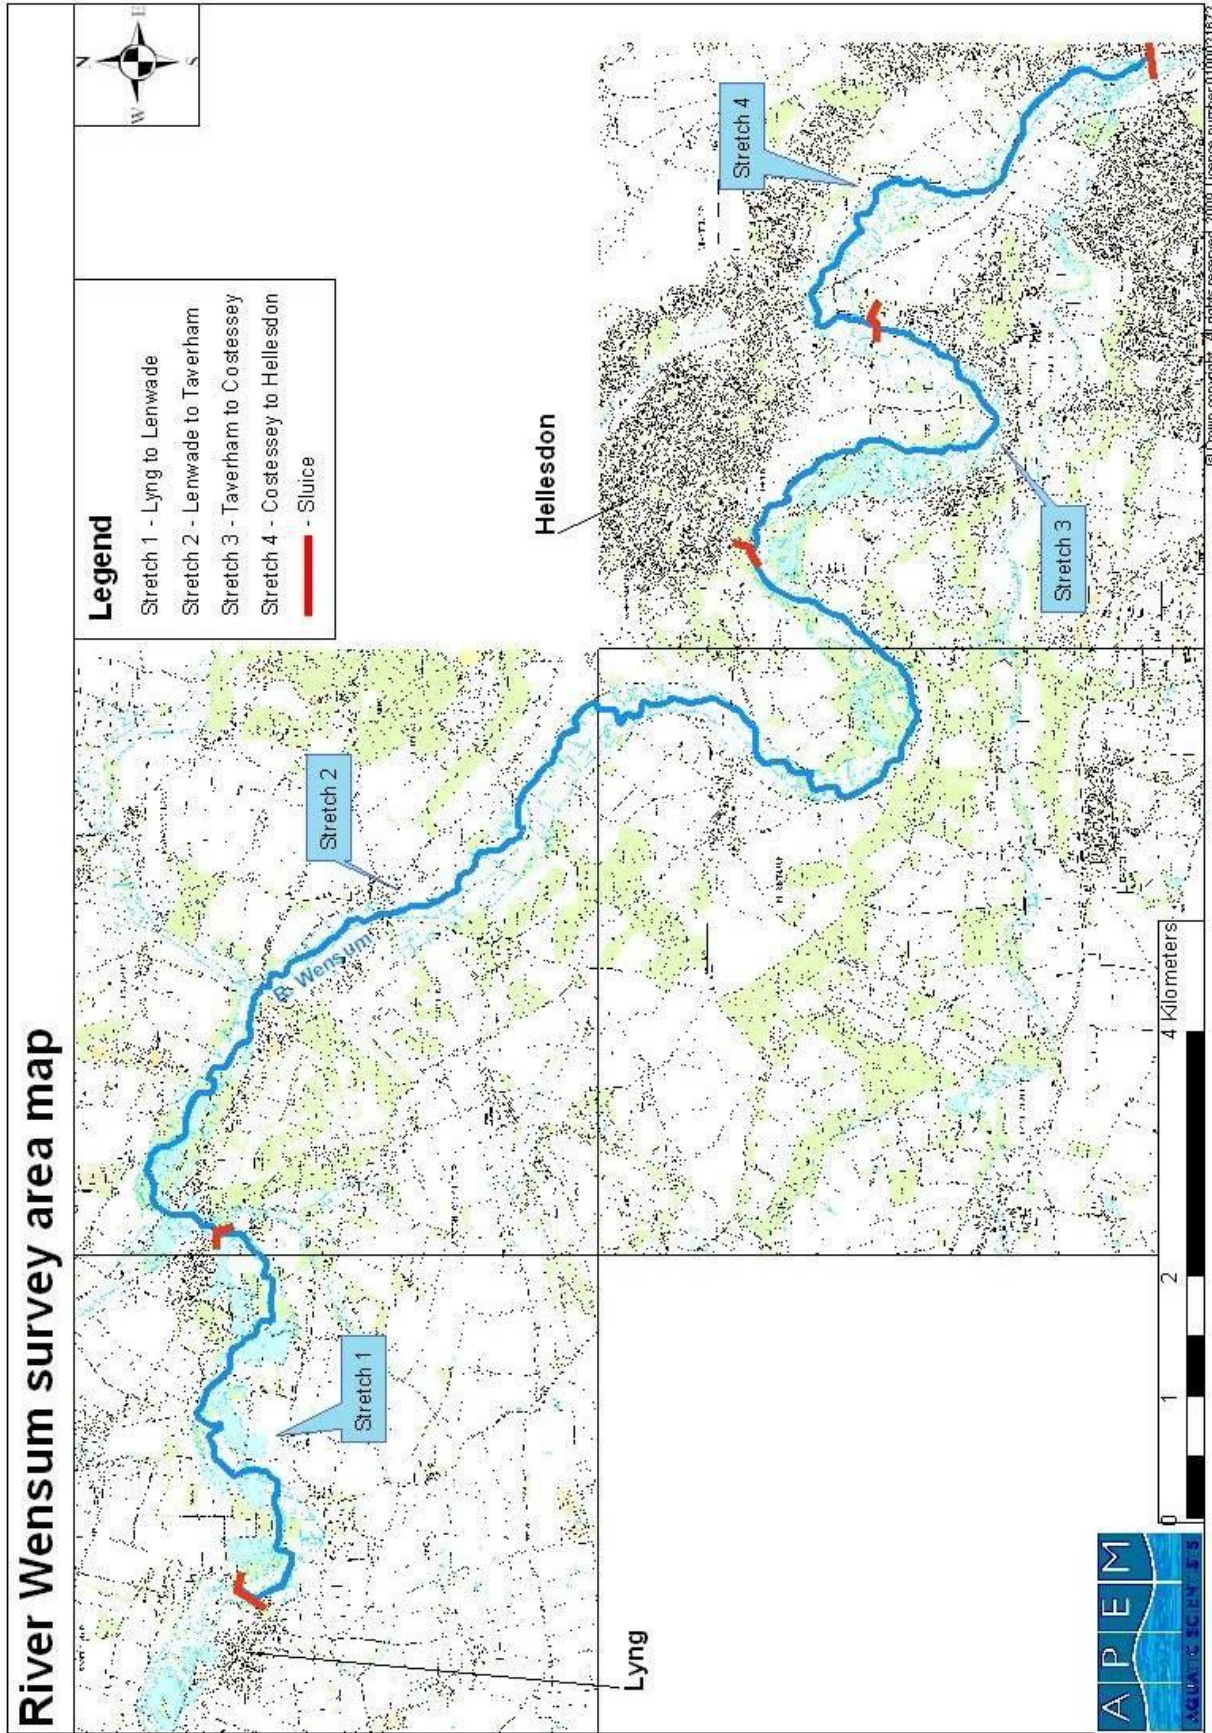 River Wensum survey area map
N
W
E
S
Legend
Stretch 1 - Lyng to Lenwade
Stretch 2 - Lenwade to Taverham
Stretch 3 - Taverham to Costessey
Stretch 4 - Costessey to Hellesdon
- Sluice
Stretch 2
R. Wensum
Stretch 1
Lyng
Hellesdon
Stretch 4
Stretch 3
0 1 2 4 Kilometers
APEM
AQUATIC SCIENTISTS